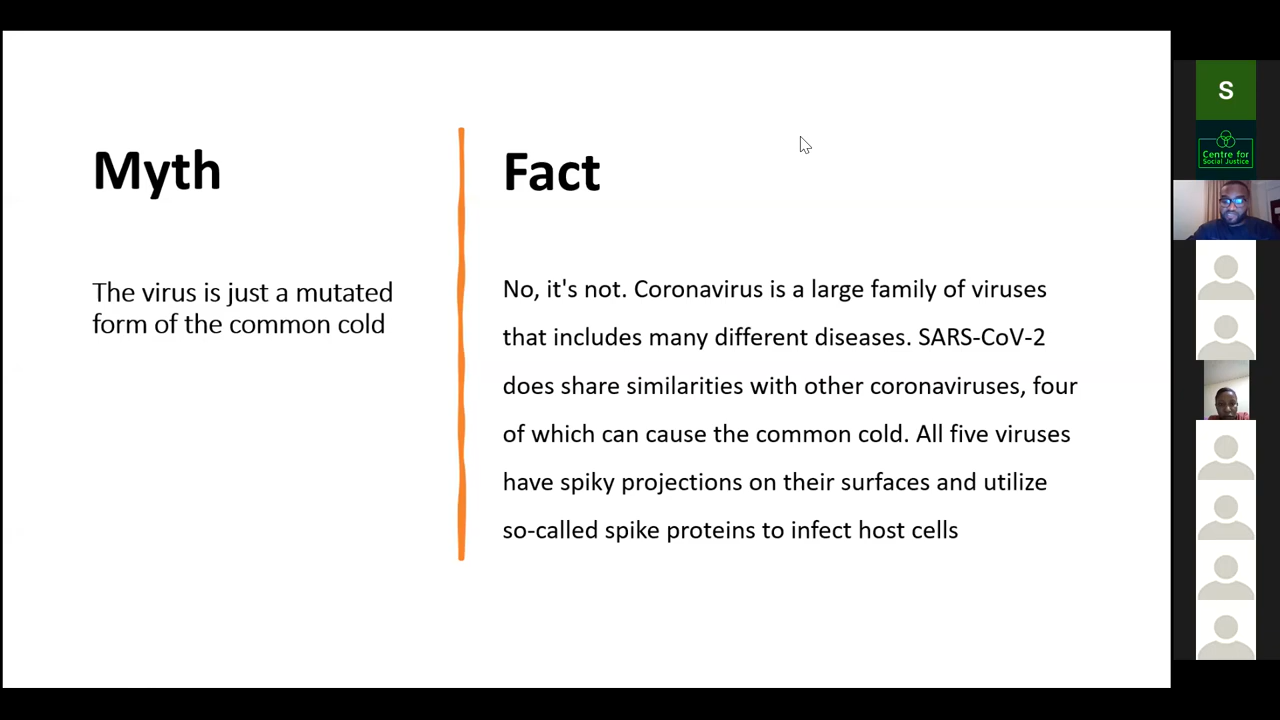 Myth
The virus is just a mutated
form of the common cold
Fact
No, it's not. Coronavirus is a large family of viruses
that includes many different diseases. SARS-CoV-2
does share similarities with other coronaviruses, four
of which can cause the common cold. All five viruses
have spiky projections on their surfaces and utilize
so-called spike proteins to infect host cells
S
Centre for
Social Justice